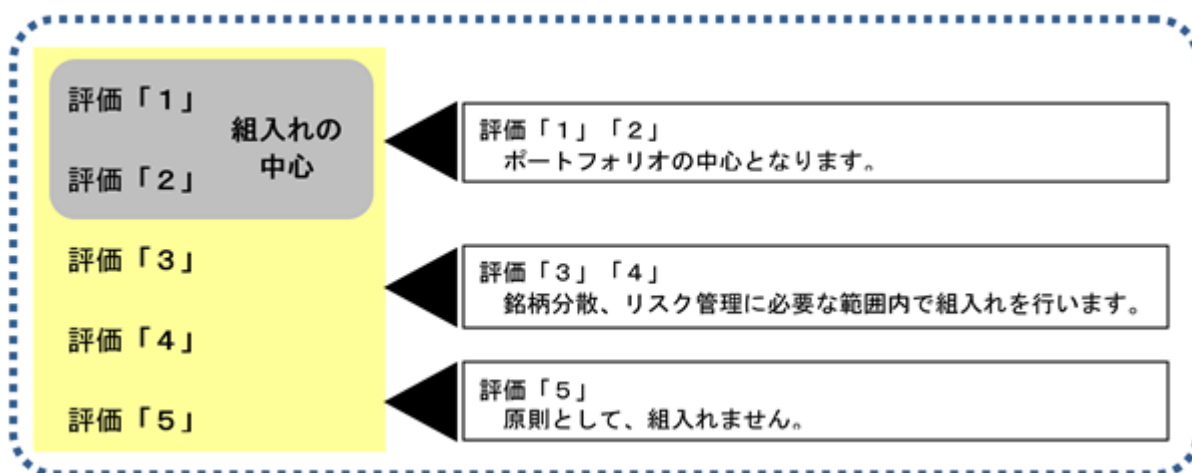 評価「１」
評価「２」
組入れの
中心
評価「３」
評価「４」
評価「５」
評価「１」「２」
ポートフォリオの中心となります。
評価「３」「４」
銘柄分散、リスク管理に必要な範囲内で組入れを行います。
評価「５」
原則として、組入れません。